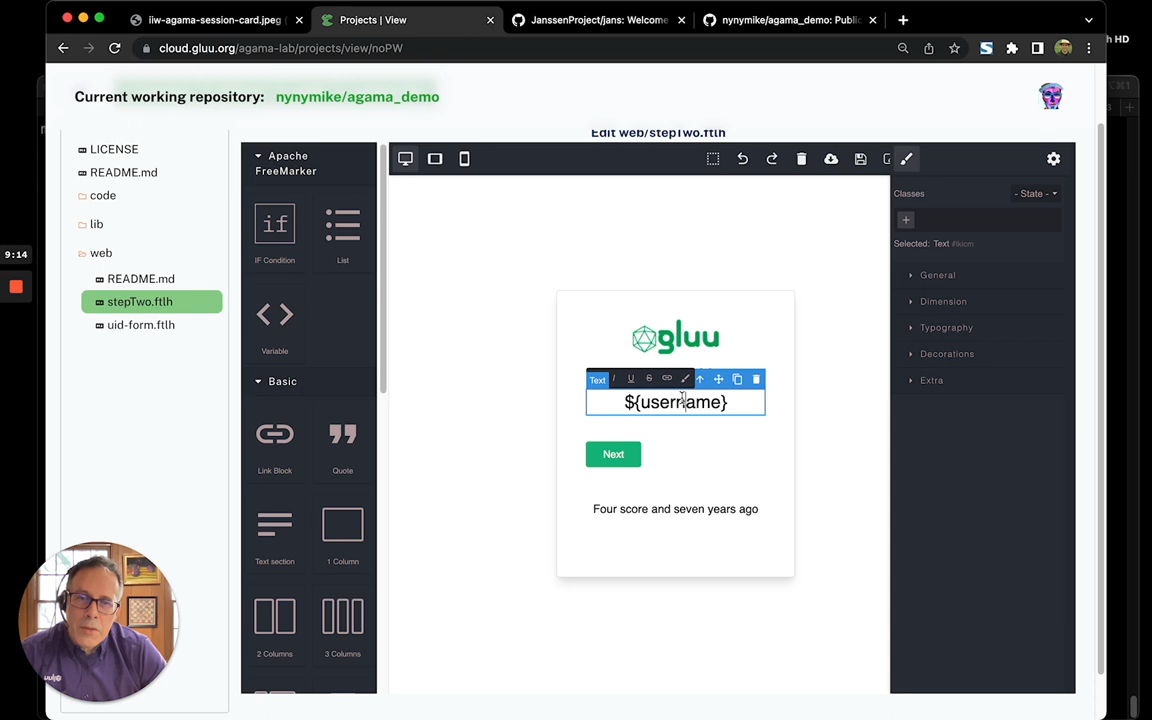 iiw-agama-session-card.jpeg (
Projects | View
JanssenProject/jans: Welcome
nynymike/agama_demo: Public
cloud.gluu.org/agama-lab/projects/view/noPW
h HD
Current working repository: nynymike/agama_demo
Edit web/stepTwo.ftlh
LICENSE
README.md
code
lib
web
README.md
stepTwo.ftlh
uid-form.ftlh
Apache
FreeMarker
if
IF Condition
List
Variable
Basic
Link Block
Quote
Text section
1 Column
2 Columns
3 Columns
gluu
Text
I U S
${username}
Next
Four score and seven years ago
Classes
- State -
+
Selected: Text #ikicm
General
Dimension
Typography
Decorations
Extra
9:14
gluu